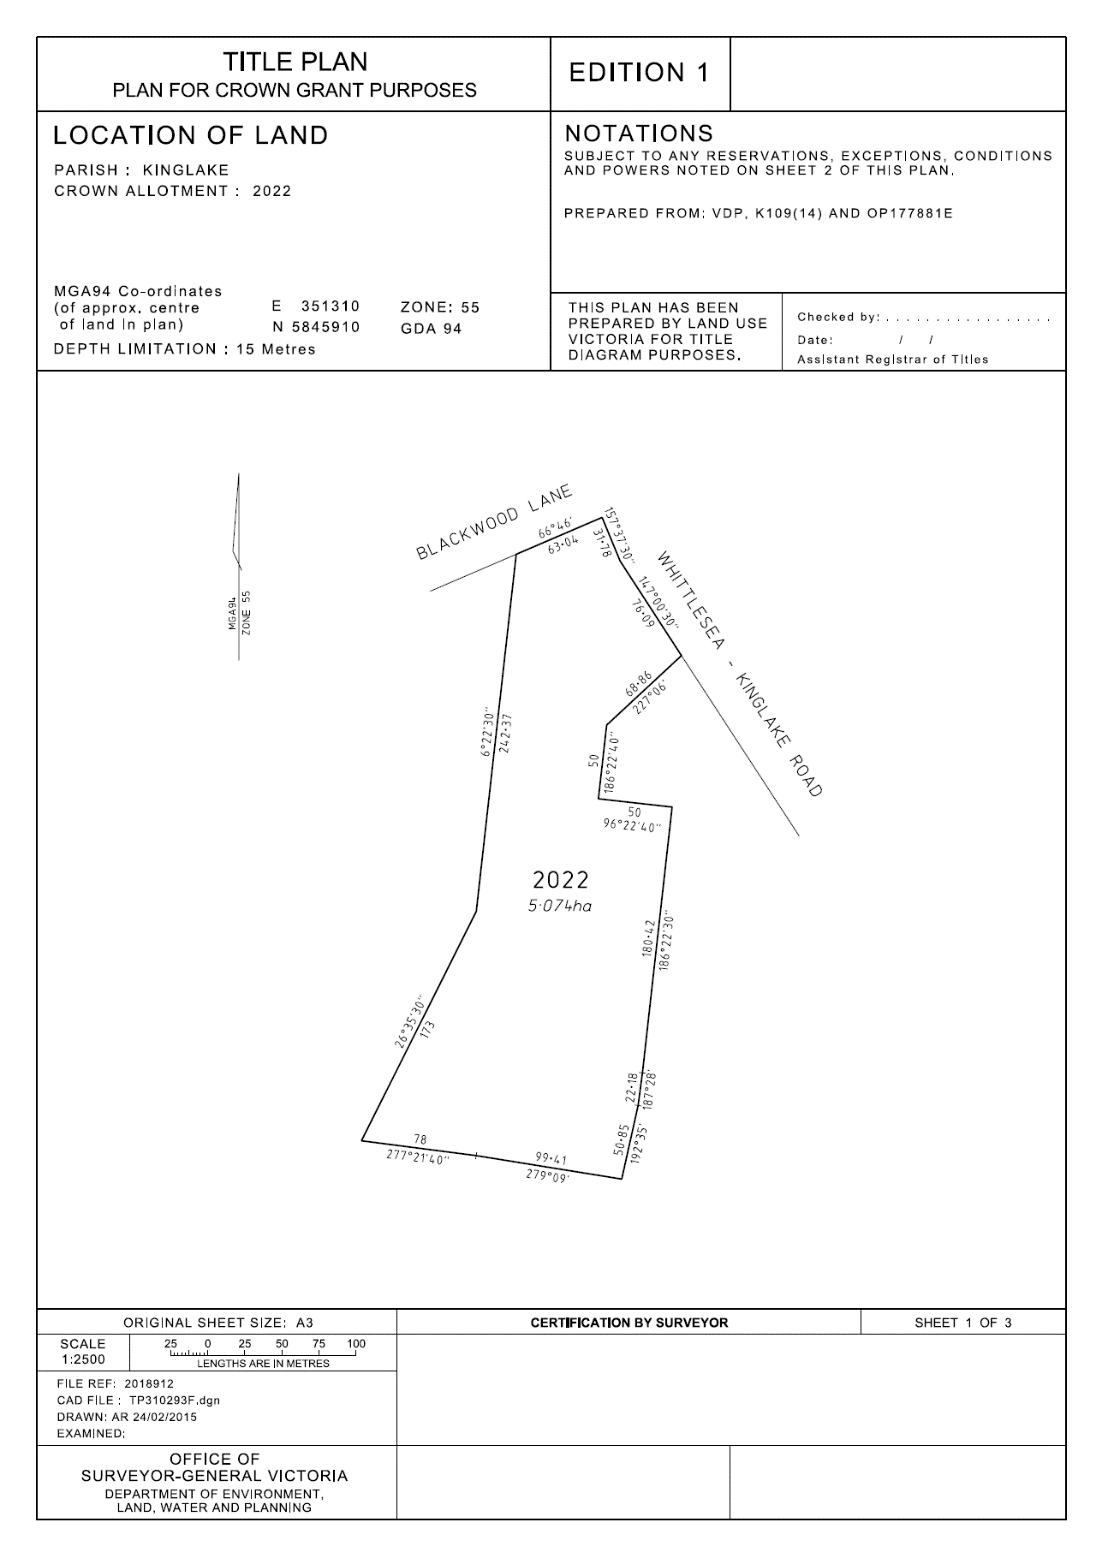 TITLE PLAN
PLAN FOR CROWN GRANT PURPOSES
EDITION 1
LOCATION OF LAND
PARISH : KINGLAKE
CROWN ALLOTMENT : 2022
MGA94 Co-ordinates
(of approx. centre
of land in plan)
E 351310
N 5845910
ZONE: 55
GDA 94
DEPTH LIMITATION : 15 Metres
NOTATIONS
SUBJECT TO ANY RESERVATIONS, EXCEPTIONS, CONDITIONS
AND POWERS NOTED ON SHEET 2 OF THIS PLAN.
PREPARED FROM: VDP, K109(14) AND OP177881E
THIS PLAN HAS BEEN
PREPARED BY LAND USE
VICTORIA FOR TITLE
DIAGRAM PURPOSES.
Checked by: . . . . . . . . . . . . . . . . .
Date: / /
Assistant Registrar of Titles
MGA94
ZONE 55
BLACKWOOD LANE
66°46'
63·04
157°37'30"
31·78
147°00'30"
76·09
WHITTLESEA - KINGLAKE ROAD
68·86
227°06'
50
186°22'40"
50
96°22'40"
6°22'30"
242·37
2022
5·074ha
180·42
186°22'30"
26°35'30"
173
22·18
187°28'
50·85
192°35'
78
277°21'40"
99·41
279°09'
ORIGINAL SHEET SIZE: A3
SCALE
1:2500
25 0 25 50 75 100
LENGTHS ARE IN METRES
CERTIFICATION BY SURVEYOR
SHEET 1 OF 3
FILE REF: 2018912
CAD FILE : TP310293F.dgn
DRAWN: AR 24/02/2015
EXAMINED:
OFFICE OF
SURVEYOR-GENERAL VICTORIA
DEPARTMENT OF ENVIRONMENT,
LAND, WATER AND PLANNING